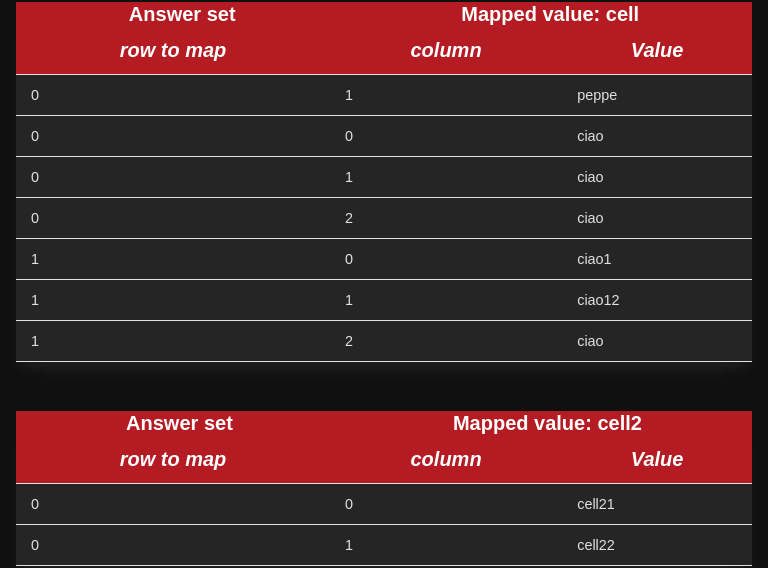 Answer set Mapped value: cell
row to map column Value
0 1 peppe
0 0 ciao
0 1 ciao
0 2 ciao
1 0 ciao1
1 1 ciao12
1 2 ciao
Answer set Mapped value: cell2
row to map column Value
0 0 cell21
0 1 cell22